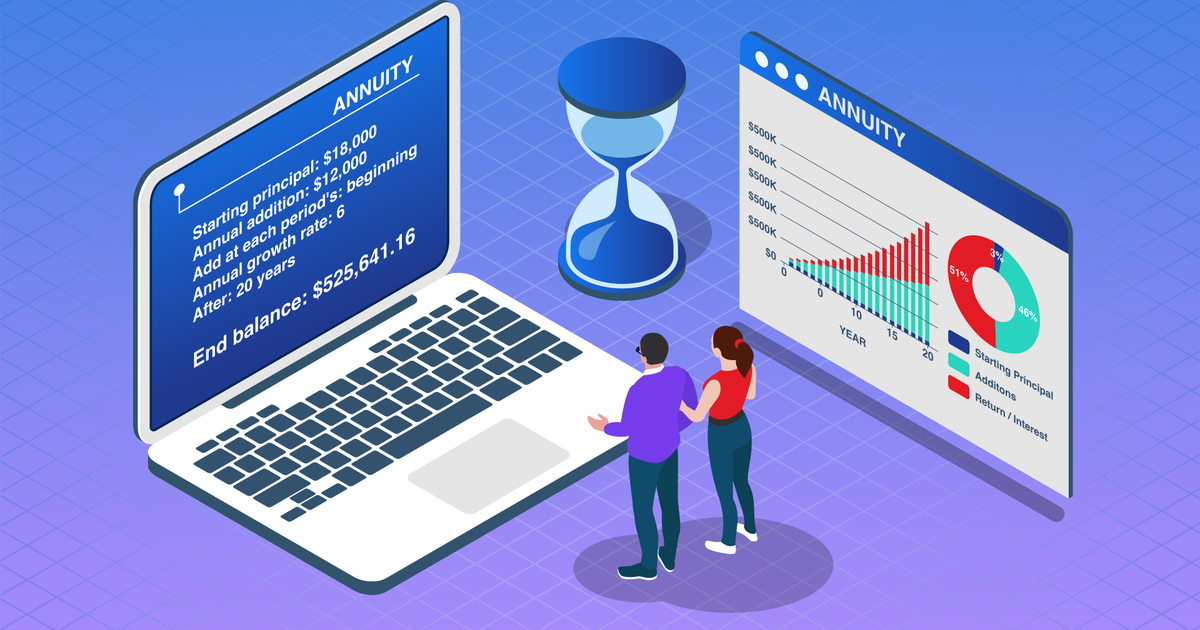 ANNUITY
Starting principal: $18,000
Annual addition: $12,000
Add at each period's: beginning
Annual growth rate: 6
After: 20 years
End balance: $525,641.16
ANNUITY
$500K
$500K
$500K
$500K
$500K
$0
0
0
10
15
20
YEAR
3%
51%
46%
Starting Principal
Additons
Return / Interest